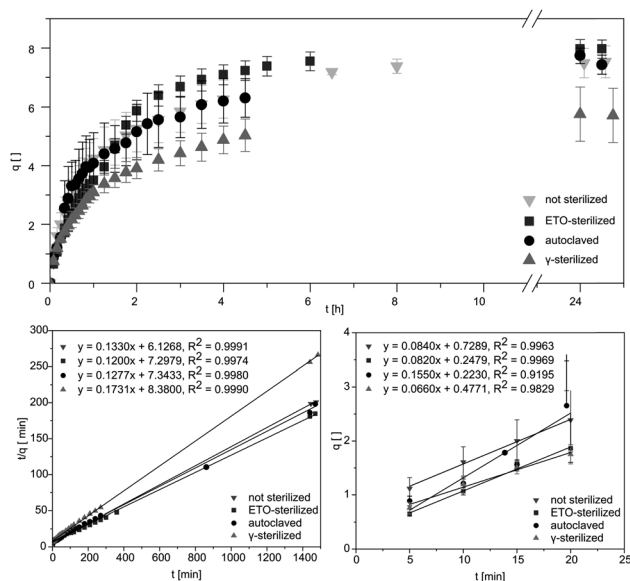 8
6
4
2
0
q [ ]
0
2
4
6
8
10
24
t [h]
not sterilized
ETO-sterilized
autoclaved
γ-sterilized
300
250
200
150
100
50
0
t/q [ min]
y = 0.1330x + 6.1268, R² = 0.9991
y = 0.1200x + 7.2979, R² = 0.9974
y = 0.1277x + 7.3433, R² = 0.9980
y = 0.1731x + 8.3800, R² = 0.9990
not sterilized
ETO-sterilized
autoclaved
γ-sterilized
0 200 400 600 800 1000 1200 1400
t [min]
4
3
2
1
0
q [ ]
y = 0.0840x + 0.7289, R² = 0.9963
y = 0.0820x + 0.2479, R² = 0.9969
y = 0.1550x + 0.2230, R² = 0.9195
y = 0.0660x + 0.4771, R² = 0.9829
not sterilized
ETO-sterilized
autoclaved
γ-sterilized
0 5 10 15 20 25
t [min]